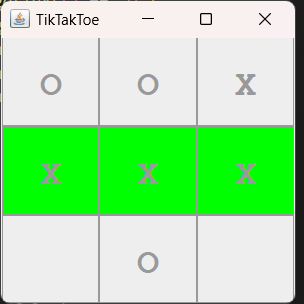 TikTakToe
O O X
X X X
O